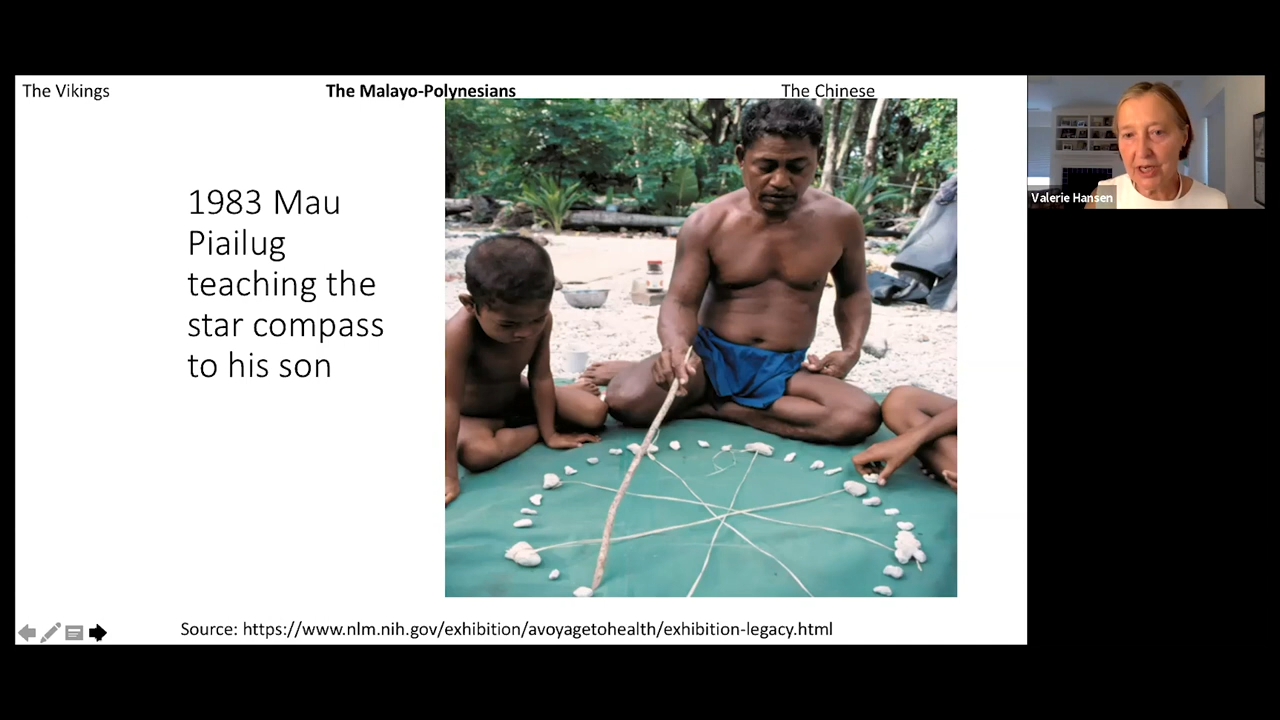 The Vikings
The Malayo-Polynesians
The Chinese
1983 Mau
Piailug
teaching the
star compass
to his son
Source: https://www.nlm.nih.gov/exhibition/avoyagetohealth/exhibition-legacy.html
Valerie Hansen